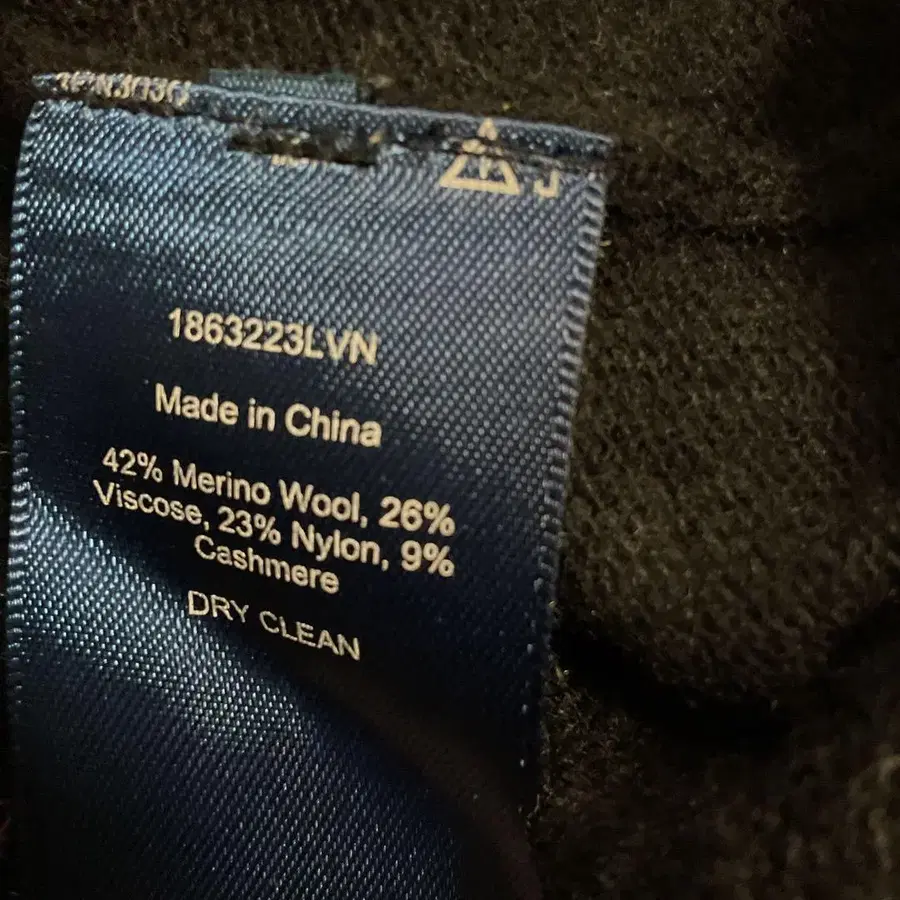 J
1863223LVN
Made in China
42% Merino Wool, 26%
Viscose, 23% Nylon, 9%
Cashmere
DRY CLEAN